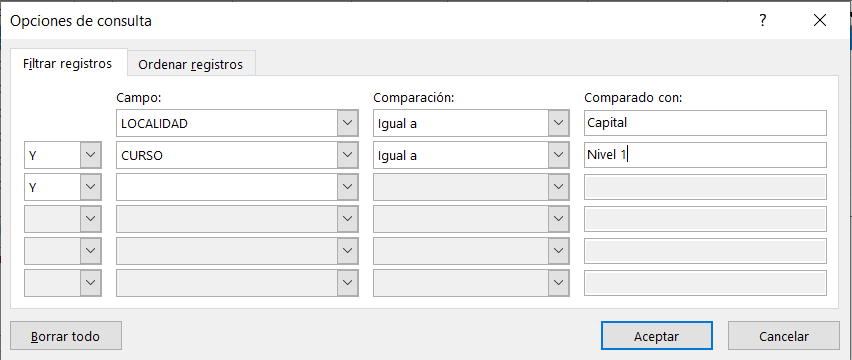 Opciones de consulta ?
Filtrar registros Ordenar registros
Campo: Comparación: Comparado con:
LOCALIDAD Igual a Capital
Y CURSO Igual a Nivel 1
Y
Borrar todo Aceptar Cancelar